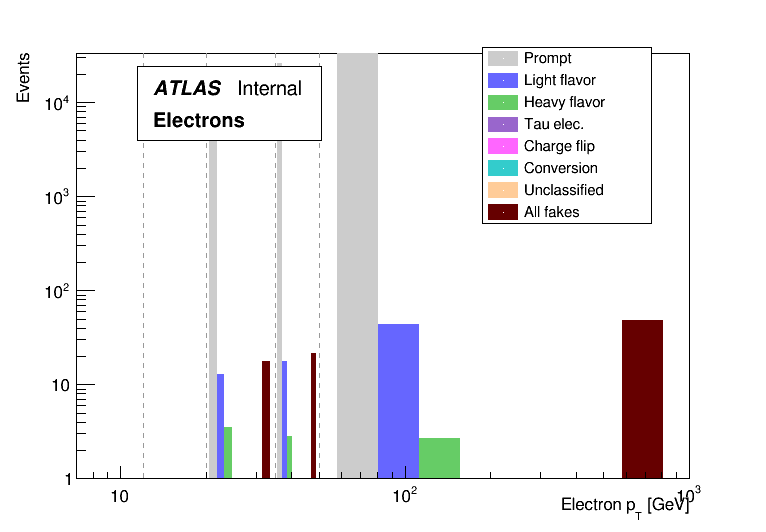 Events
ATLAS Internal
Electrons
Prompt
Light flavor
Heavy flavor
Tau elec.
Charge flip
Conversion
Unclassified
All fakes
10^4
10^3
10^2
10
1
10
10^2
10^3
Electron p_T [GeV]